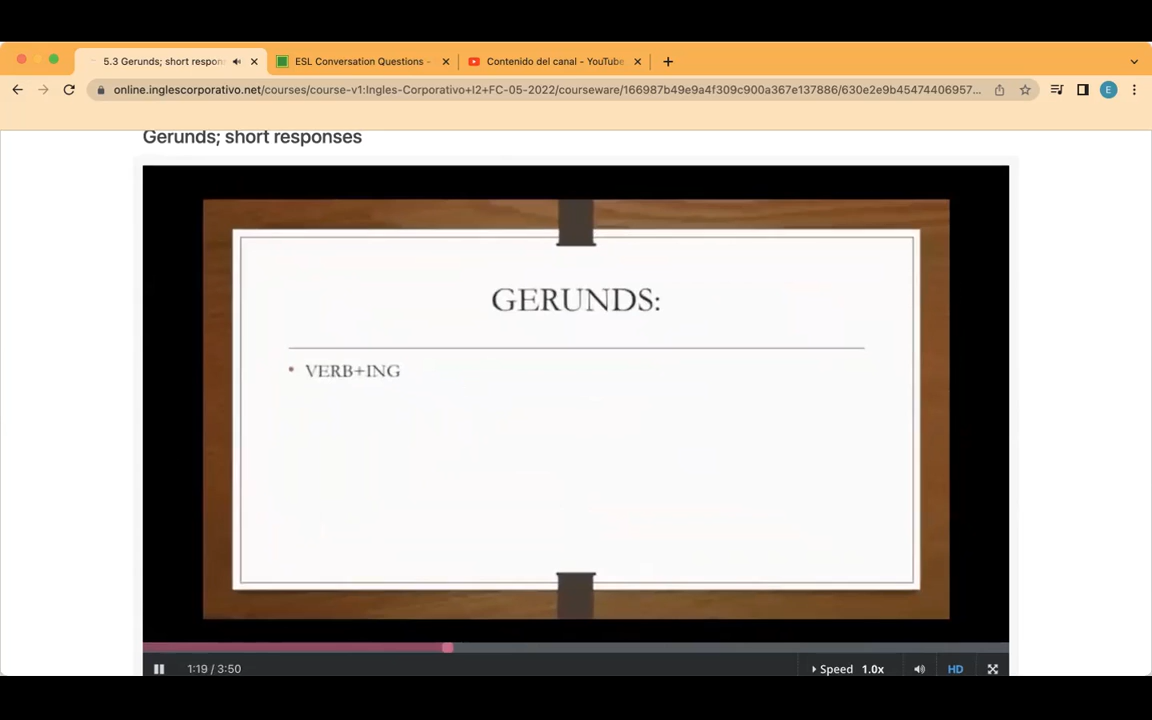 5.3 Gerunds; short respon
ESL Conversation Questions -
Contenido del canal - YouTube
online.inglescorporativo.net/courses/course-v1:Ingles-Corporativo+I2+FC-05-2022/courseware/166987b49e9a4f309c900a367e137886/630e2e9b45474406957...
E
Gerunds; short responses
GERUNDS:
• VERB+ING
1:19 / 3:50
Speed 1.0x
HD